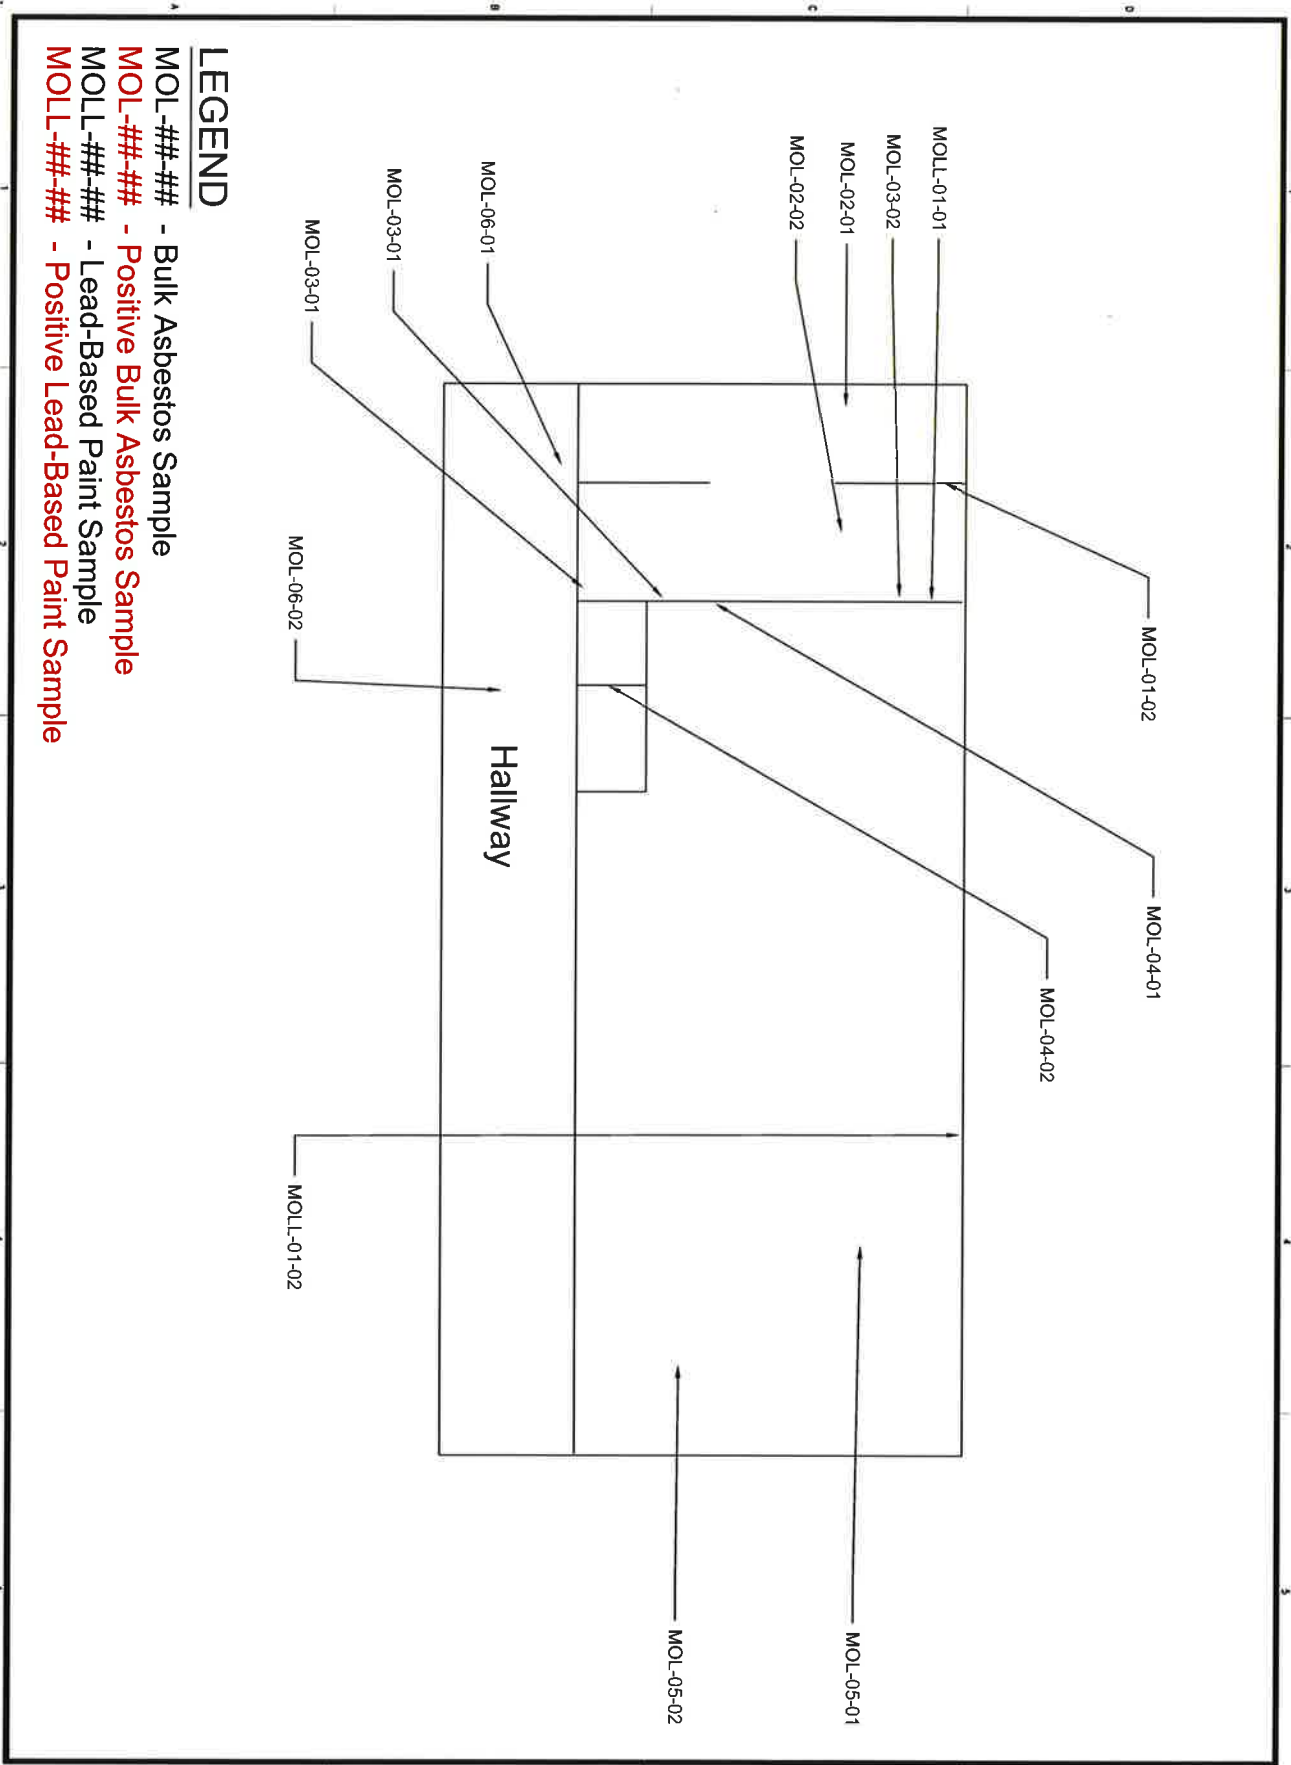 MOL-01-02
MOL-04-01
MOL-04-02
MOLL-01-01
MOL-03-02
MOL-02-01
MOL-02-02
MOL-05-01
MOL-05-02
MOL-06-01
Hallway
MOL-03-01
MOL-03-01
MOL-06-02
MOLL-01-02
LEGEND
MOL-##-## - Bulk Asbestos Sample
MOL-##-## - Positive Bulk Asbestos Sample
MOLL-##-## - Lead-Based Paint Sample
MOLL-##-## - Positive Lead-Based Paint Sample